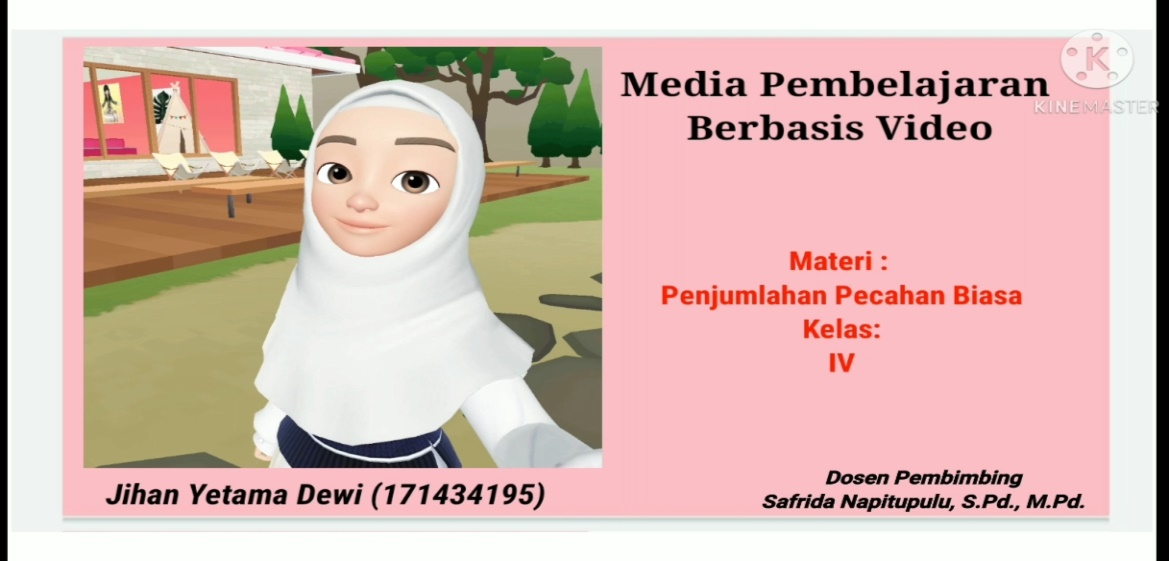 Media Pembelajaran
Berbasis Video
K
KINEMASTER
Materi :
Penjumlahan Pecahan Biasa
Kelas:
IV
Jihan Yetama Dewi (171434195)
Dosen Pembimbing
Safrida Napitupulu, S.Pd., M.Pd.